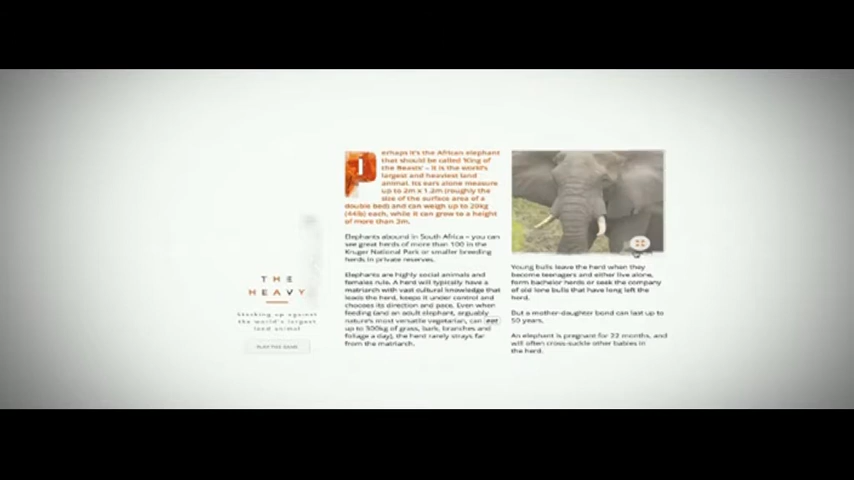 THE
HEAVY
Stacking up against
the world's largest
land animal
PLAY THE GAME
Perhaps it's the African elephant
that should be called 'King of
the Beasts' – it is the world's
largest and heaviest land
animal. Its ears alone measure
up to 2m x 1.2m (roughly the
size of the surface area of a
double bed) and can weigh up to 20kg
(44lb) each, while it can grow to a height
of more than 3m.
Elephants abound in South Africa – you can
see great herds of more than 100 in the
Kruger National Park or smaller breeding
herds in private reserves.
Elephants are highly social animals and
females rule. A herd will typically have a
matriarch with vast cultural knowledge that
leads the herd, keeps it under control and
chooses its direction and pace. Even when
feeding (and an adult elephant, arguably
nature's most versatile vegetarian, can eat
up to 300kg of grass, bark, branches and
foliage a day), the herd rarely strays far
from the matriarch.
Young bulls leave the herd when they
become teenagers and either live alone,
form bachelor herds or seek the company
of old lone bulls that have long left the
herd.
But a mother-daughter bond can last up to
50 years.
An elephant is pregnant for 22 months, and
will often cross-suckle other babies in
the herd.